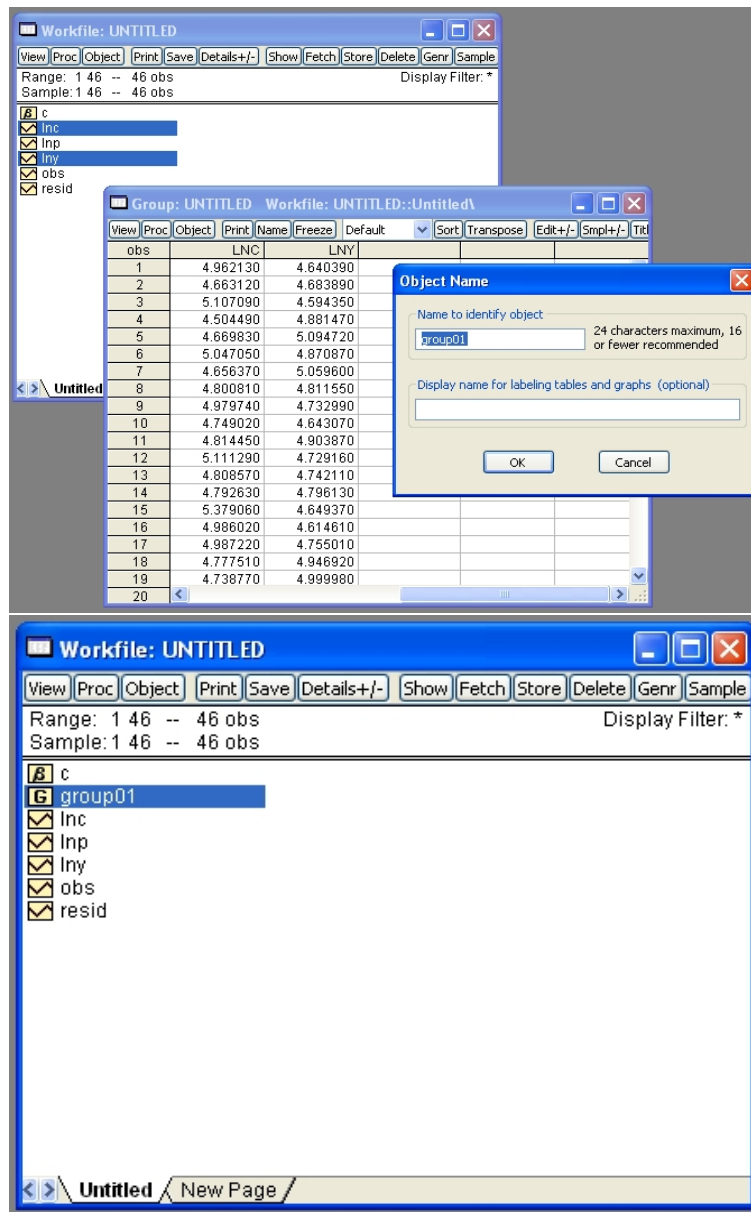 Workfile: UNTITLED
View Proc Object Print Save Details+/- Show Fetch Store Delete Genr Sample
Range: 1 46 -- 46 obs Display Filter: *
Sample: 1 46 -- 46 obs
c
lnc
lnp
lny
obs
resid
Untitled
Group: UNTITLED Workfile: UNTITLED::Untitled\
View Proc Object Print Name Freeze Default Sort Transpose Edit+/- Smpl+/- Titl
obs LNC LNY
1 4.962130 4.640390
2 4.663120 4.683890
3 5.107090 4.594350
4 4.504490 4.881470
5 4.669830 5.094720
6 5.047050 4.870870
7 4.656370 5.059600
8 4.800810 4.811550
9 4.979740 4.732990
10 4.749020 4.643070
11 4.814450 4.903870
12 5.111290 4.729160
13 4.808570 4.742110
14 4.792630 4.796130
15 5.379060 4.649370
16 4.986020 4.614610
17 4.987220 4.755010
18 4.777510 4.946920
19 4.738770 4.999980
20
Object Name
Name to identify object
group01
24 characters maximum, 16
or fewer recommended
Display name for labeling tables and graphs (optional)
OK Cancel
Workfile: UNTITLED
View Proc Object Print Save Details+/- Show Fetch Store Delete Genr Sample
Range: 1 46 -- 46 obs Display Filter: *
Sample: 1 46 -- 46 obs
c
group01
lnc
lnp
lny
obs
resid
Untitled New Page